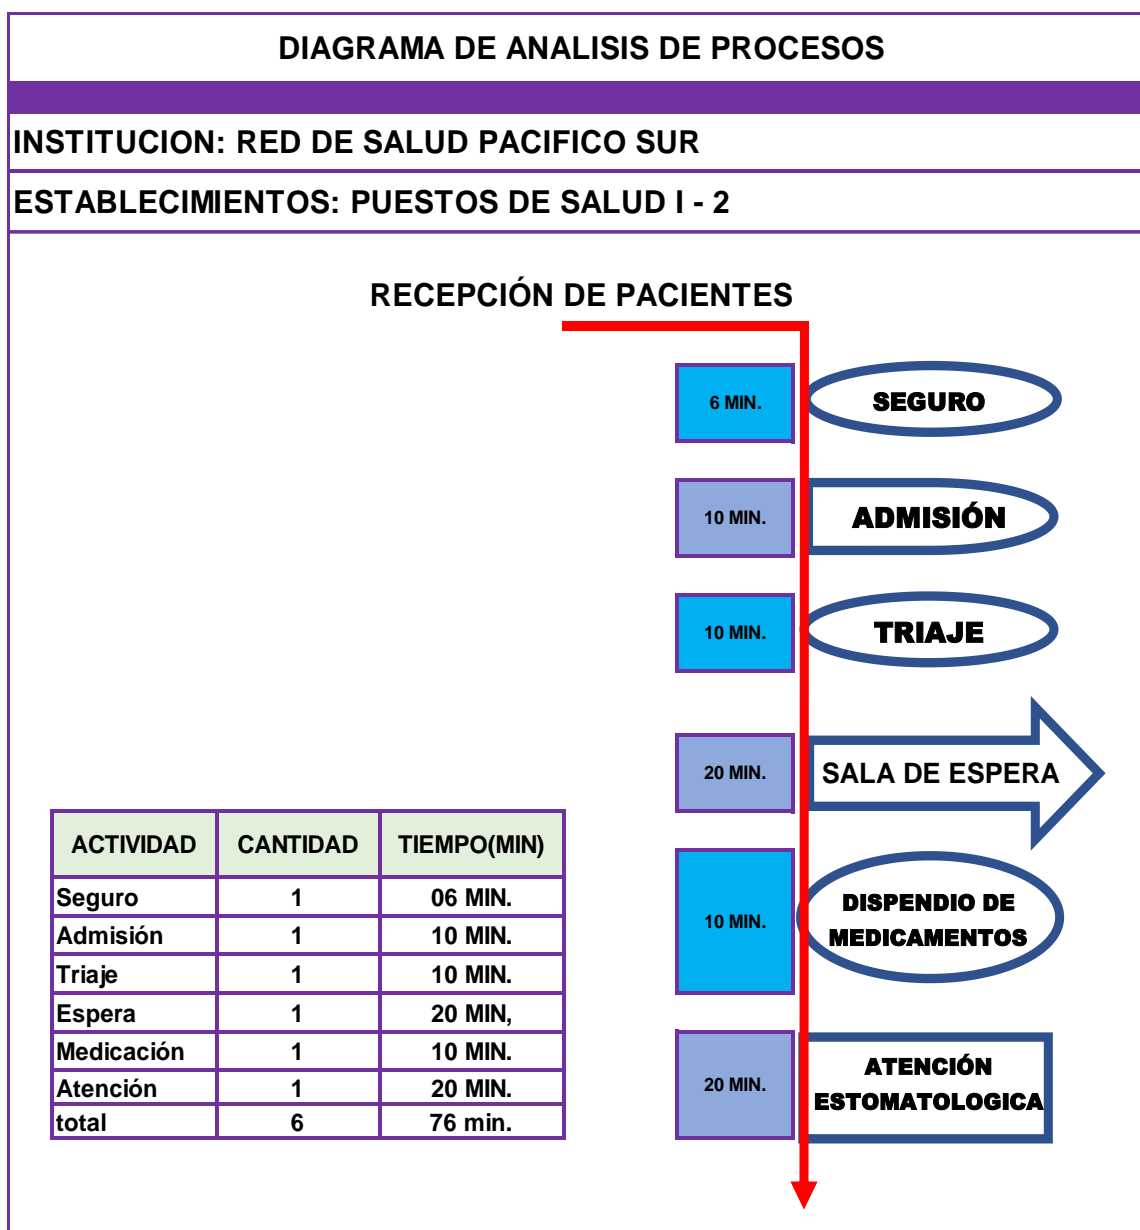 DIAGRAMA DE ANALISIS DE PROCESOS
INSTITUCION: RED DE SALUD PACIFICO SUR
ESTABLECIMIENTOS: PUESTOS DE SALUD I - 2
RECEPCIÓN DE PACIENTES
6 MIN. SEGURO
10 MIN. ADMISIÓN
10 MIN. TRIAJE
20 MIN. SALA DE ESPERA
10 MIN. DISPENDIO DE
MEDICAMENTOS
20 MIN. ATENCIÓN
ESTOMATOLOGICA
ACTIVIDAD CANTIDAD TIEMPO(MIN)
Seguro 1 06 MIN.
Admisión 1 10 MIN.
Triaje 1 10 MIN.
Espera 1 20 MIN,
Medicación 1 10 MIN.
Atención 1 20 MIN.
total 6 76 min.